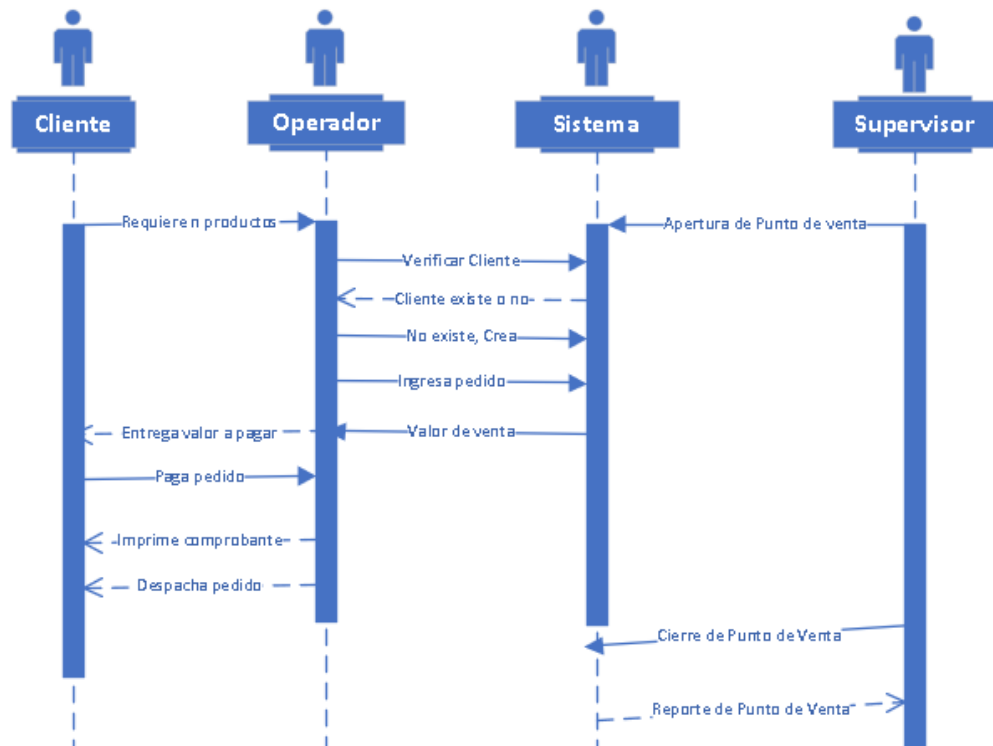 Cliente
Operador
Sistema
Supervisor
Requieren productos
Apertura de Punto de venta
Verificar Cliente
Cliente existe o no
No existe, Crea
Ingresa pedido
Entrega valor a pagar
Valor de venta
Paga pedido
Imprime comprobante
Despacha pedido
Cierre de Punto de Venta
Reporte de Punto de Venta